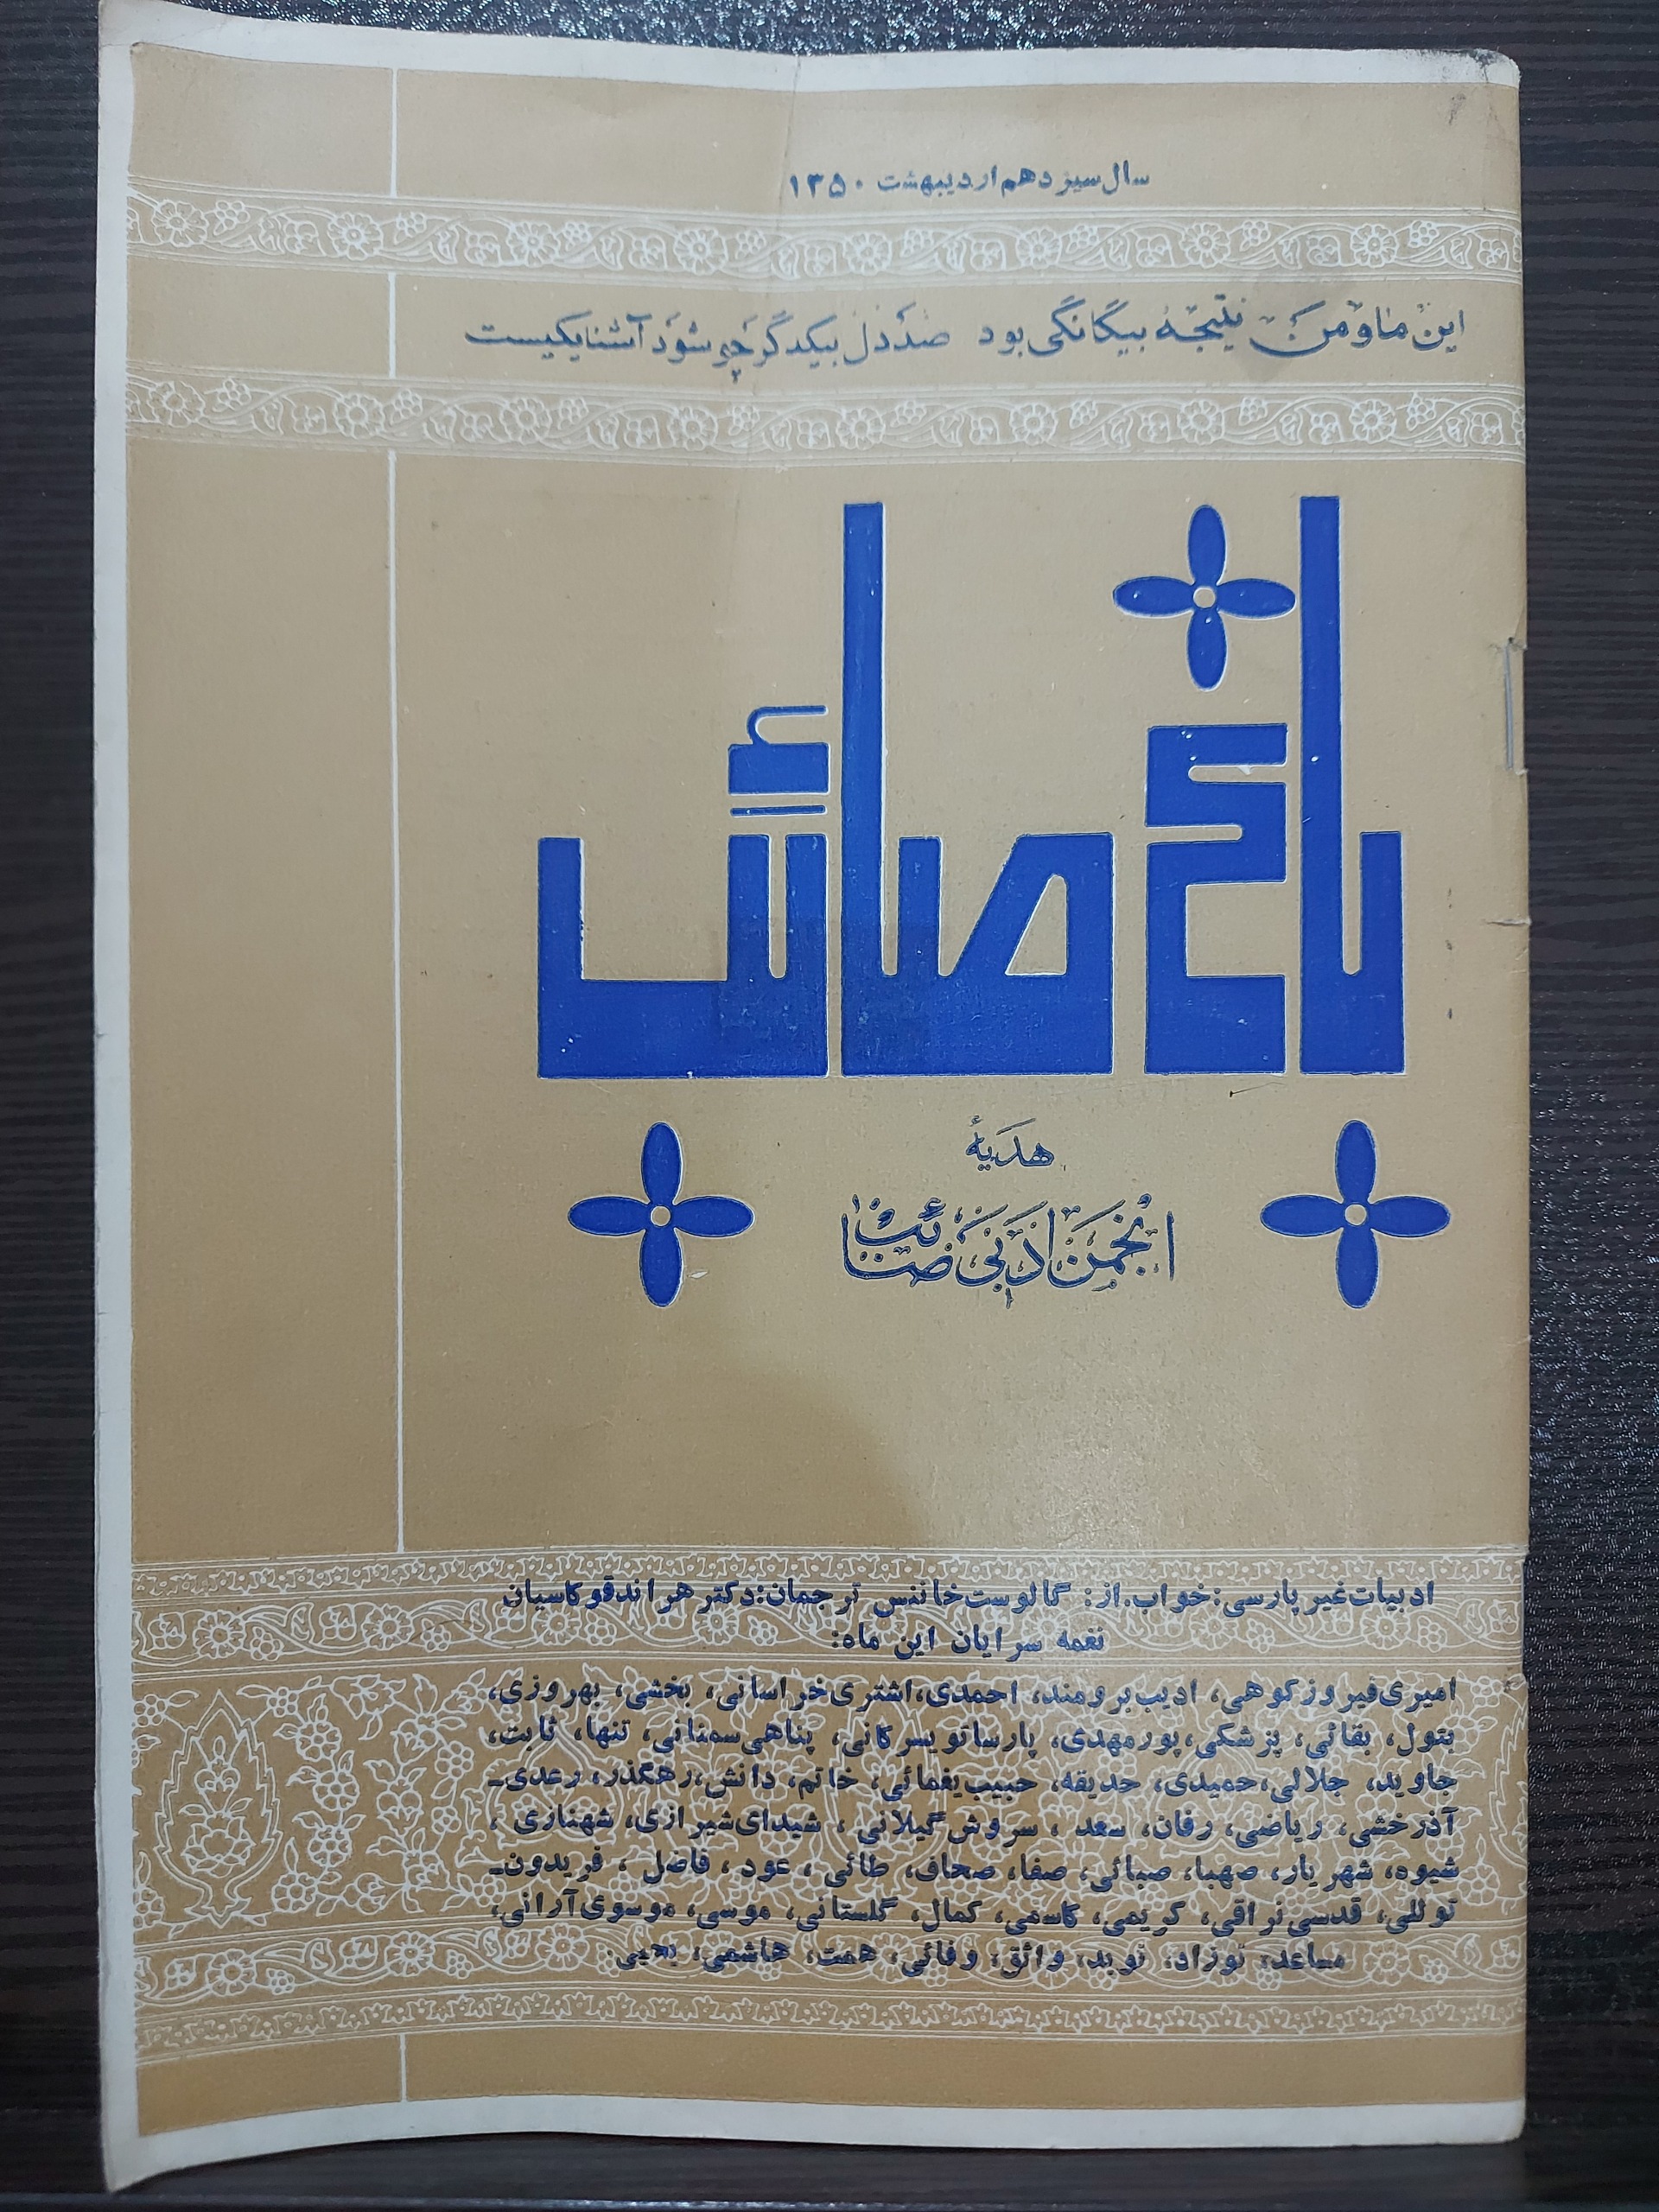 سال سیزدهم اردیبهشت ۱۳۵۰
این ما و من نتیجه بیگانگی بود صد دل بیکدگر چو شود آشنا یکیست
باغ صائب
هدیهٔ
انجمن ادبی صائب
ادبیات غیر پارسی: خواب. از: گالوست خاننس ترجمان: دکتر هراند قوکاسیان
نغمه سرایان این ماه:
امیری فیروزکوهی، ادیب برومند، احمدی، اشتری خراسانی، بخشی، بهروزی،
بتول، بقائی، پزشکی، پورمهدی، پارسا تویسرکانی، پناهی سمنانی، تنها، ثابت،
جاوید، جلالی، حمیدی، حدیقه، حبیب یغمائی، خاتم، دانش، رهگذر، رعدی-
آذرخشی، ریاضی، رفان، سعد، سروش گیلانی، شیدای شیرازی، شهنازی،
شیوه، شهریار، صهبا، صبائی، صفا، صحاف، طائی، عود، فاضل، فریدون-
توللی، قدسی نراقی، کریمی، کاسمی، کمال، گلستانی، موسی، موسوی آرانی،
مساعد، نوزاد، نوید، واثق، وفائی، همت، هاشمی، یحیی.